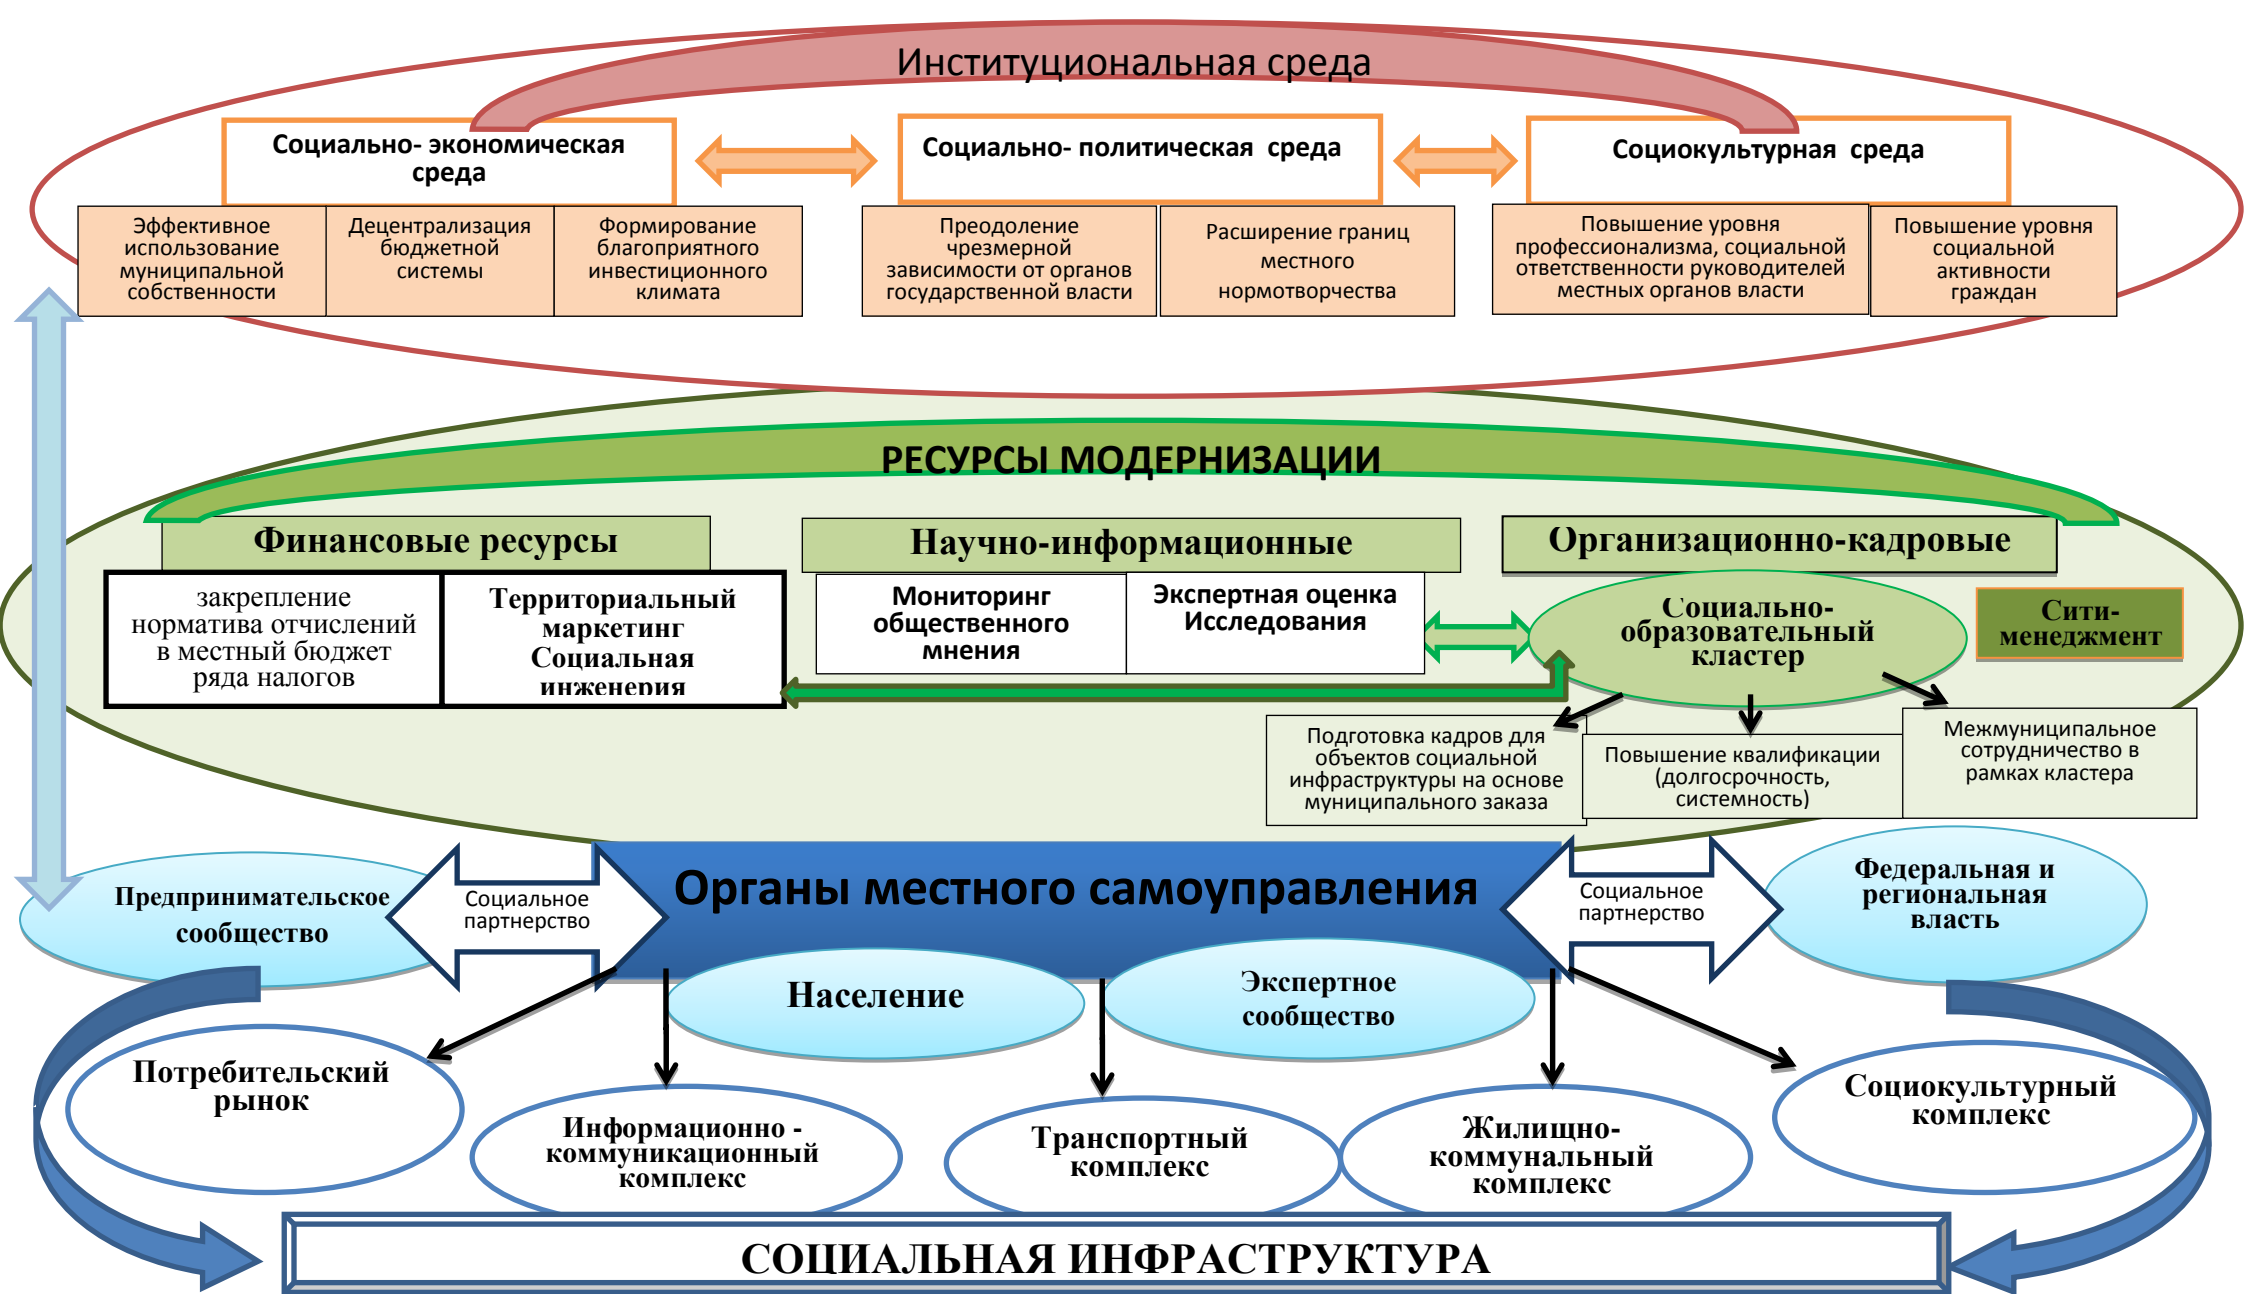 Институциональная среда
Социально- экономическая
среда
Социально- политическая  среда
Социокультурная  среда
Эффективное
использование
муниципальной
собственности
Децентрализация
бюджетной
системы
Формирование
благоприятного
инвестиционного
климата
Преодоление
чрезмерной
зависимости от органов
государственной власти
Расширение границ
местного
нормотворчества
Повышение уровня
профессионализма, социальной
ответственности руководителей
местных органов власти
Повышение уровня
социальной
активности
граждан
РЕСУРСЫ МОДЕРНИЗАЦИИ
Финансовые ресурсы
Научно-информационные
Организационно-кадровые
закрепление
норматива отчислений
в местный бюджет
ряда налогов
Территориальный
маркетинг
Социальная
инженерия
Мониторинг
общественного
мнения
Экспертная оценка
Исследования
Социально-
образовательный
кластер
Сити-
менеджмент
Подготовка кадров для
объектов социальной
инфраструктуры на основе
муниципального заказа
Повышение квалификации
(долгосрочность,
системность)
Межмуниципальное
сотрудничество в
рамках кластера
Предпринимательское
сообщество
Социальное
партнерство
Органы местного самоуправления
Социальное
партнерство
Федеральная и
региональная
власть
Население
Экспертное
сообщество
Потребительский
рынок
Информационно -
коммуникационный
комплекс
Транспортный
комплекс
Жилищно-
коммунальный
комплекс
Социокультурный
комплекс
СОЦИАЛЬНАЯ ИНФРАСТРУКТУРА